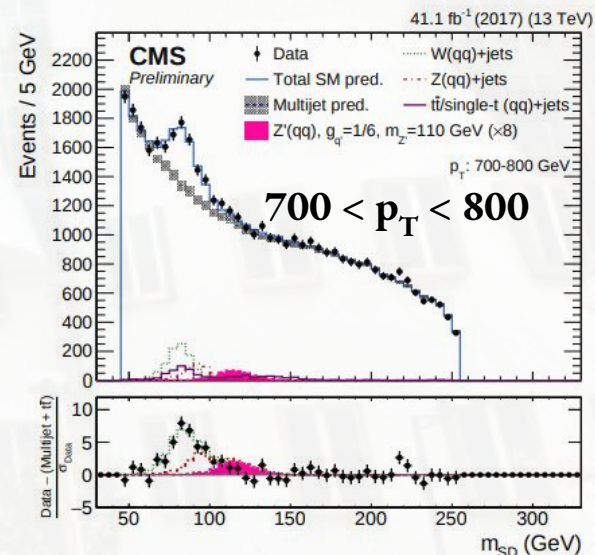 41.1 fb⁻¹ (2017) (13 TeV)
Events / 5 GeV
2200
2000
1800
1600
1400
1200
1000
800
600
400
200
0
CMS
Preliminary
Data
Total SM pred.
Multijet pred.
W(qq)+jets
Z(qq)+jets
tt̄/single-t (qq)+jets
Z'(qq), g_q'=1/6, m_Z'=110 GeV (×8)
p_T: 700-800 GeV
700 < p_T < 800
Data − (Multijet + tt̄)
σ_Data
10
5
0
−5
50 100 150 200 250 300
m_SD (GeV)